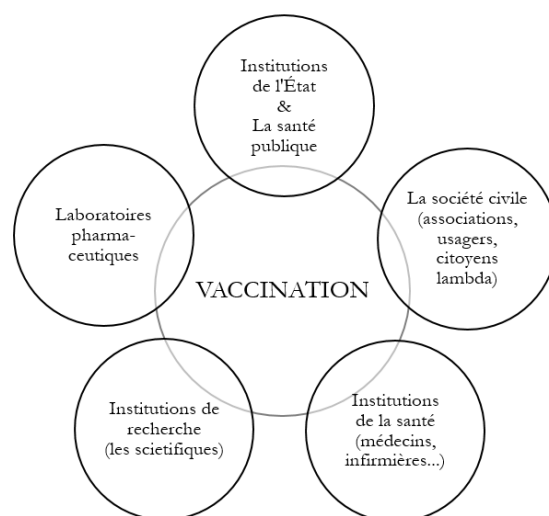 Institutions
de l'État
&
La santé
publique
Laboratoires
pharma-
ceutiques
La société civile
(associations,
usagers,
citoyens
lambda)
VACCINATION
Institutions de
recherche
(les scietifiques)
Institutions
de la santé
(médecins,
infirmières...)